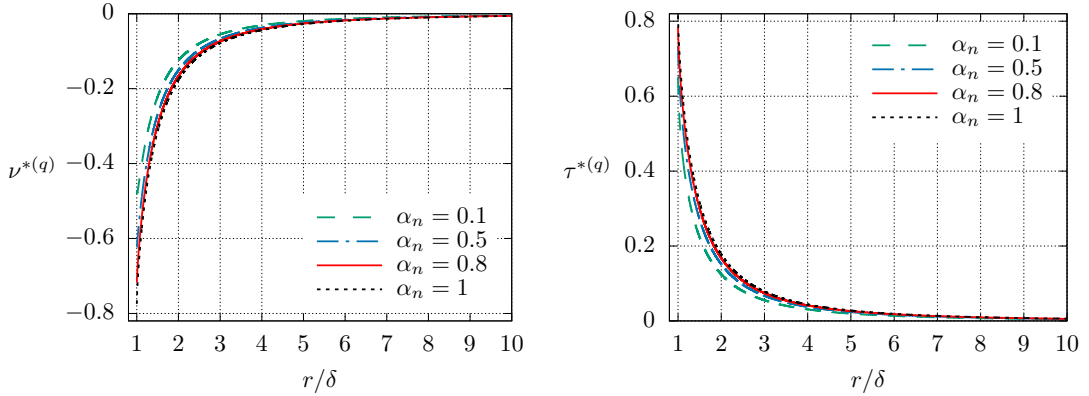 0
−0.2
−0.4
−0.6
−0.8
ν*(q)
1 2 3 4 5 6 7 8 9 10
r/δ
αₙ = 0.1
αₙ = 0.5
αₙ = 0.8
αₙ = 1
0.8
0.6
0.4
0.2
0
τ*(q)
1 2 3 4 5 6 7 8 9 10
r/δ
αₙ = 0.1
αₙ = 0.5
αₙ = 0.8
αₙ = 1